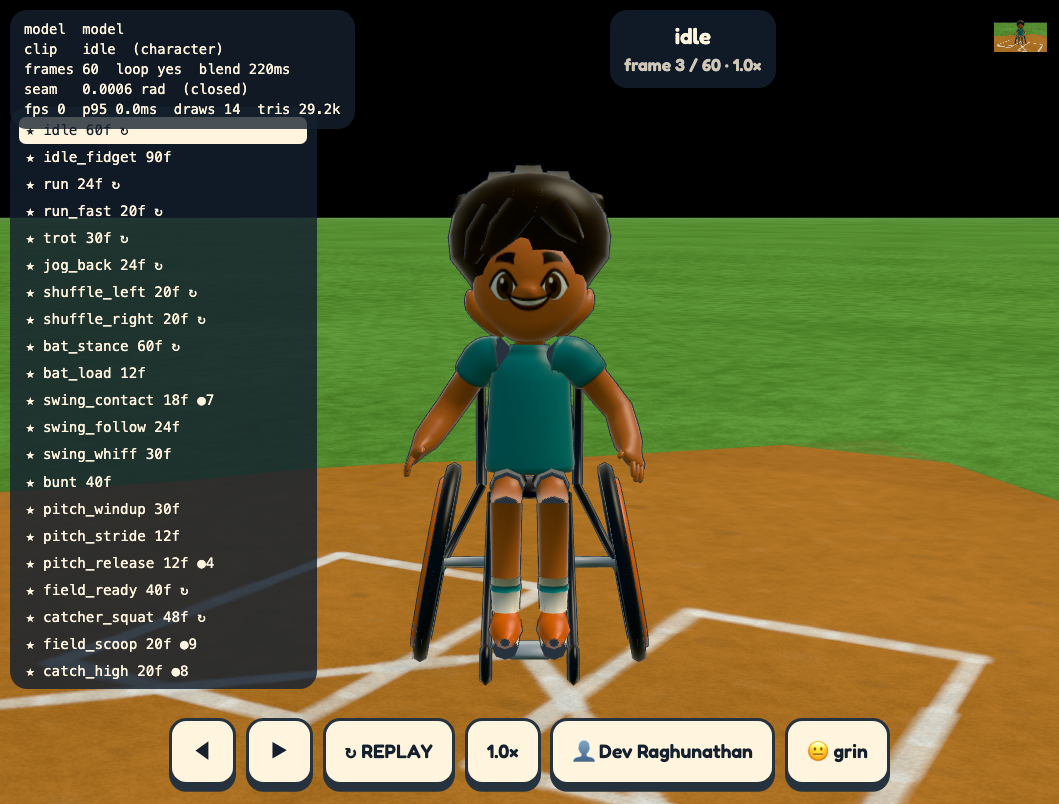 model  model
clip   idle  (character)
frames 60  loop yes  blend 220ms
seam   0.0006 rad  (closed)
fps 0  p95 0.0ms  draws 14  tris 29.2k
★ idle 60f ↻
★ idle_fidget 90f
★ run 24f ↻
★ run_fast 20f ↻
★ trot 30f ↻
★ jog_back 24f ↻
★ shuffle_left 20f ↻
★ shuffle_right 20f ↻
★ bat_stance 60f ↻
★ bat_load 12f
★ swing_contact 18f ●7
★ swing_follow 24f
★ swing_whiff 30f
★ bunt 40f
★ pitch_windup 30f
★ pitch_stride 12f
★ pitch_release 12f ●4
★ field_ready 40f ↻
★ catcher_squat 48f ↻
★ field_scoop 20f ●9
★ catch_high 20f ●8
idle
frame 3 / 60 · 1.0×
◀ ▶ ↻ REPLAY 1.0× 👤 Dev Raghunathan 😐 grin